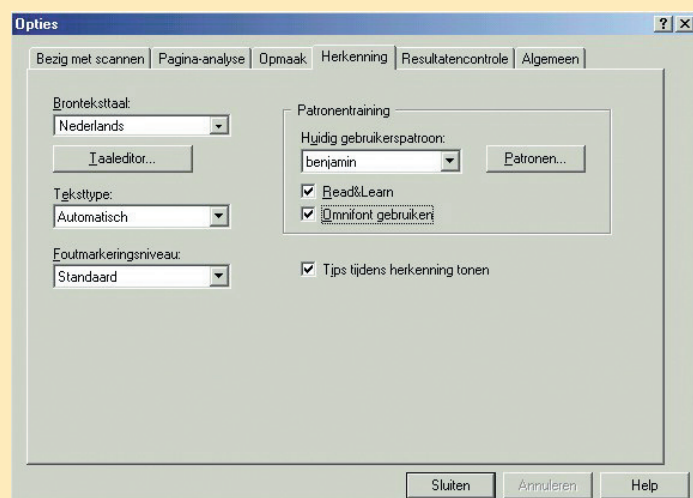 Opties
Bezig met scannen Pagina-analyse Opmaak Herkenning Resultatencontrole Algemeen
Bronteksttaal:
Nederlands
Taaleditor...
Teksttype:
Automatisch
Foutmarkeringsniveau:
Standaard
Patronentraining
Huidig gebruikerspatroon:
benjamin
Patronen...
Read&Learn
Omnifont gebruiken
Tips tijdens herkenning tonen
Sluiten Annuleren Help